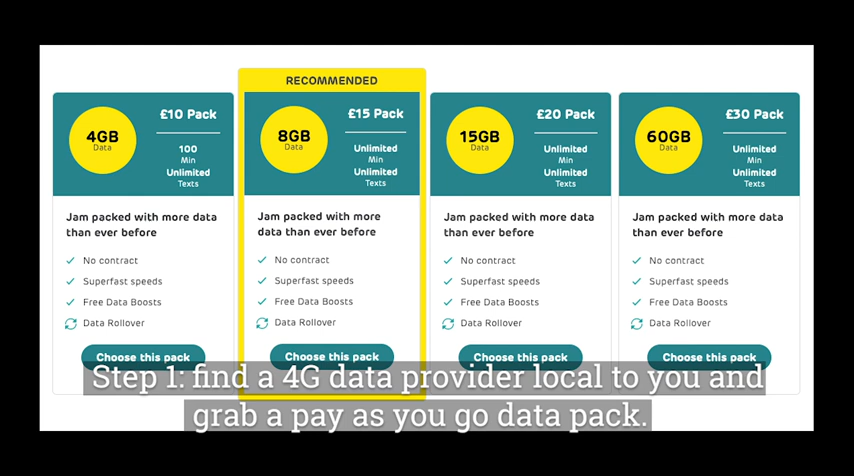 RECOMMENDED
4GB
Data
£10 Pack
100
Min
Unlimited
Texts
Jam packed with more data
than ever before
No contract
Superfast speeds
Free Data Boosts
Data Rollover
Choose this pack
8GB
Data
£15 Pack
Unlimited
Min
Unlimited
Texts
Jam packed with more
data than ever before
No contract
Superfast speeds
Free Data Boosts
Data Rollover
Choose this pack
15GB
Data
£20 Pack
Unlimited
Min
Unlimited
Texts
Jam packed with more data
than ever before
No contract
Superfast speeds
Free Data Boosts
Data Rollover
Choose this pack
60GB
Data
£30 Pack
Unlimited
Min
Unlimited
Texts
Jam packed with more data
than ever before
No contract
Superfast speeds
Free Data Boosts
Data Rollover
Choose this pack
Step 1: find a 4G data provider local to you and
grab a pay as you go data pack.